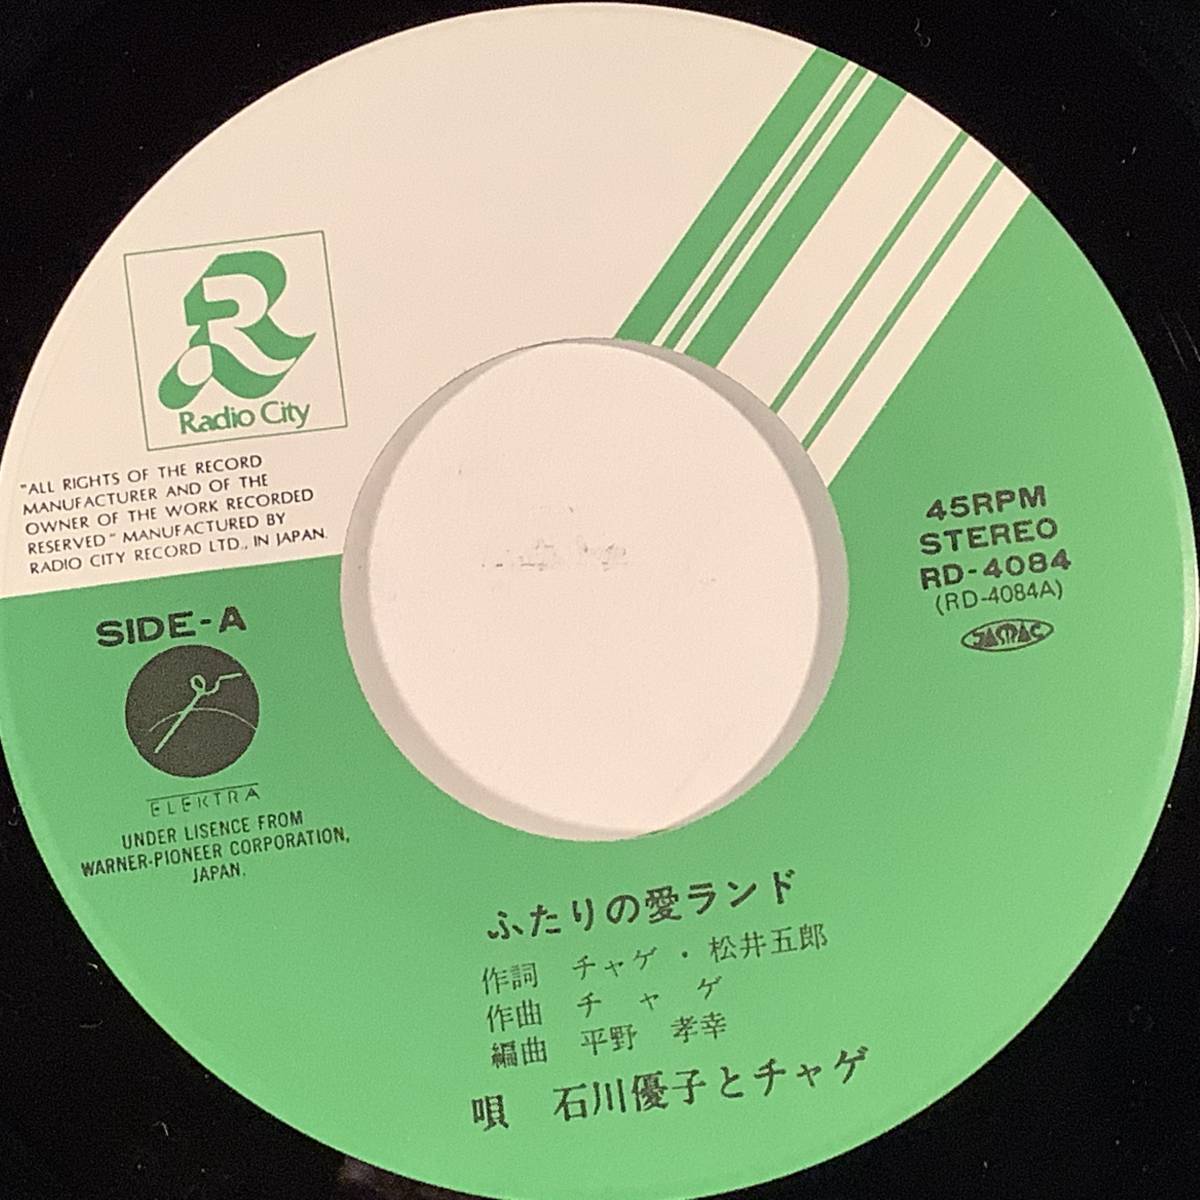 Radio City
"ALL RIGHTS OF THE RECORD
MANUFACTURER AND OF THE
OWNER OF THE WORK RECORDED
RESERVED" MANUFACTURED BY
RADIO CITY RECORD LTD., IN JAPAN.
SIDE-A
ELEKTRA
UNDER LISENCE FROM
WARNER-PIONEER CORPORATION,
JAPAN.
45RPM
STEREO
RD-4084
(RD-4084A)
JASRAC
ふたりの愛ランド
作詞 チャゲ・松井五郎
作曲 チャゲ
編曲 平野 孝幸
唄 石川優子とチャゲ